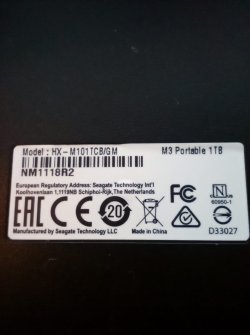 Model : HX - M101TCB/GM M3 Portable 1TB
NM1118R2
European Regulatory Address: Seagate Technology Int'l
Koolhovenlaan 1,1119NB Schiphol-Rijk,The Netherlands
EAC CE 20 FC N
60950-1
Manufactured by Seagate Technology LLC Made in China D33027